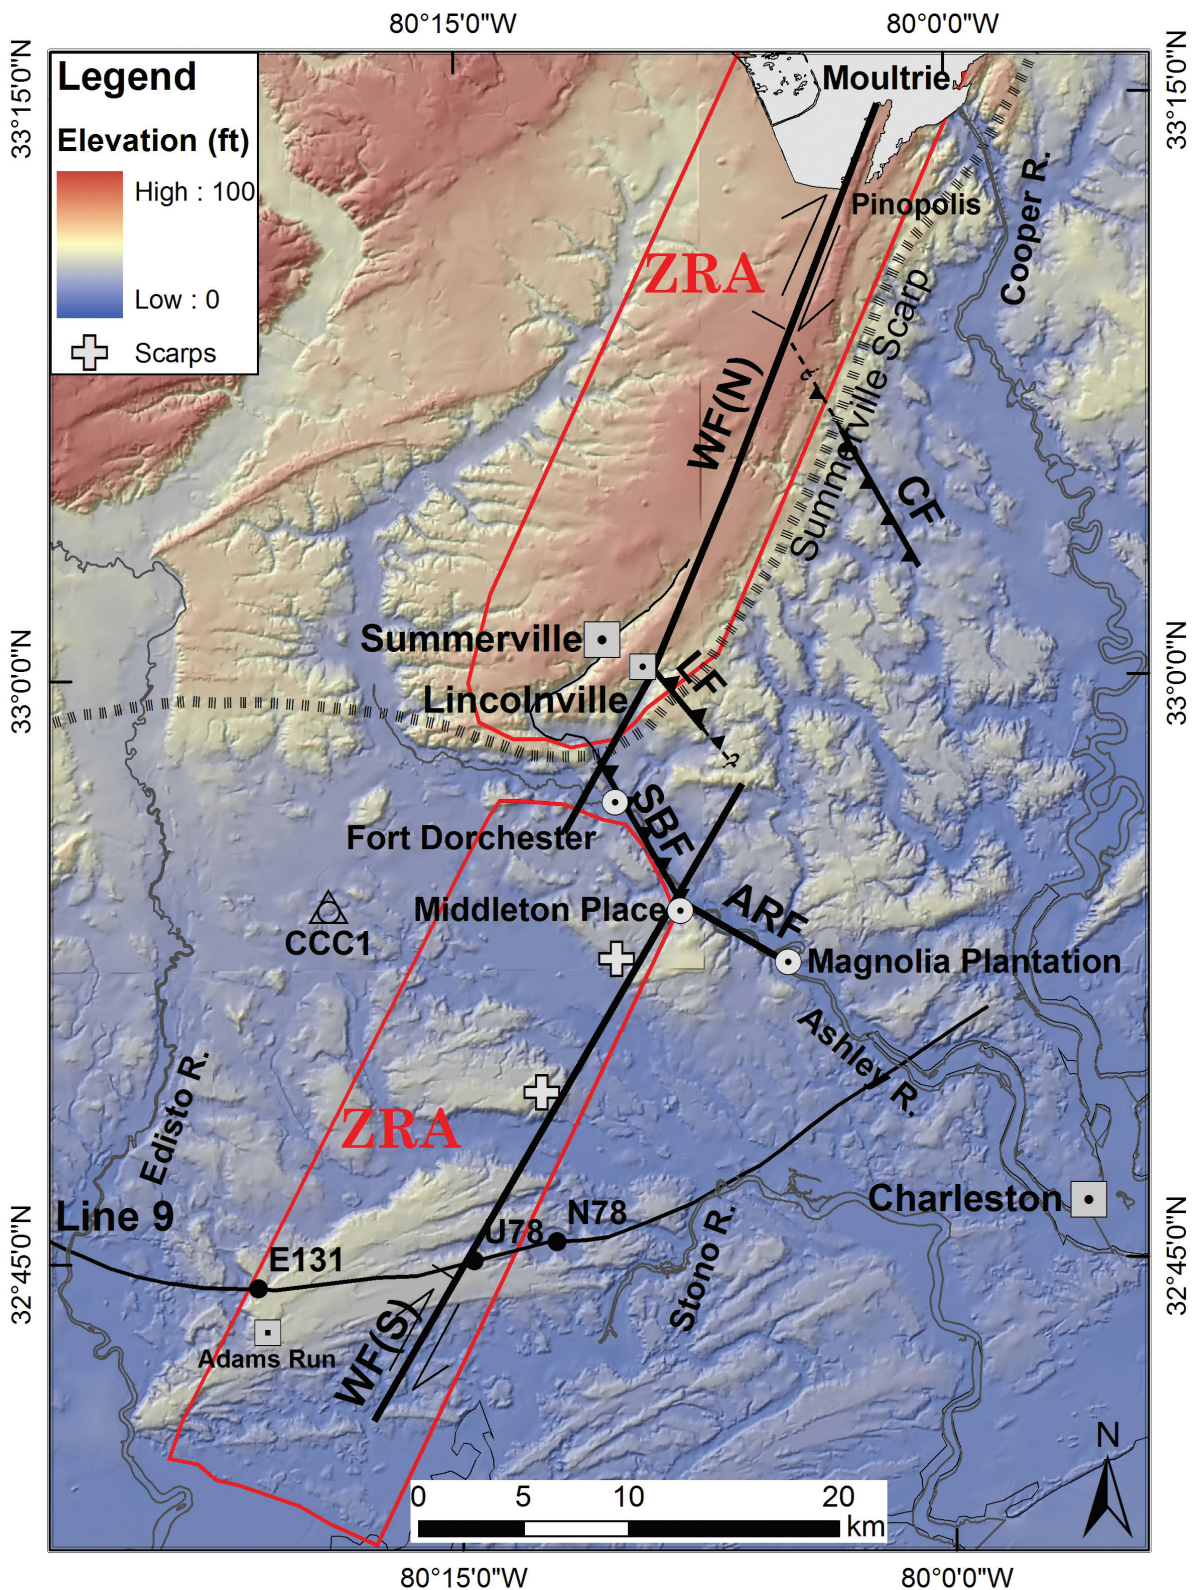 80°15'0"W
80°0'0"W
33°15'0"N
33°15'0"N
Legend
Elevation (ft)
High : 100
Low : 0
Scarps
Moultrie
Pinopolis
Cooper R.
ZRA
Summerville Scarp
WF(N)
CF
Summerville
33°0'0"N
33°0'0"N
LF
Lincolnville
?
SBF
Fort Dorchester
ARF
Middleton Place
CCC1
Magnolia Plantation
Ashley R.
Edisto R.
ZRA
Charleston
Line 9
N78
U78
E131
Stono R.
32°45'0"N
32°45'0"N
WF(S)
Adams Run
N
0 5 10 20
km
80°15'0"W
80°0'0"W